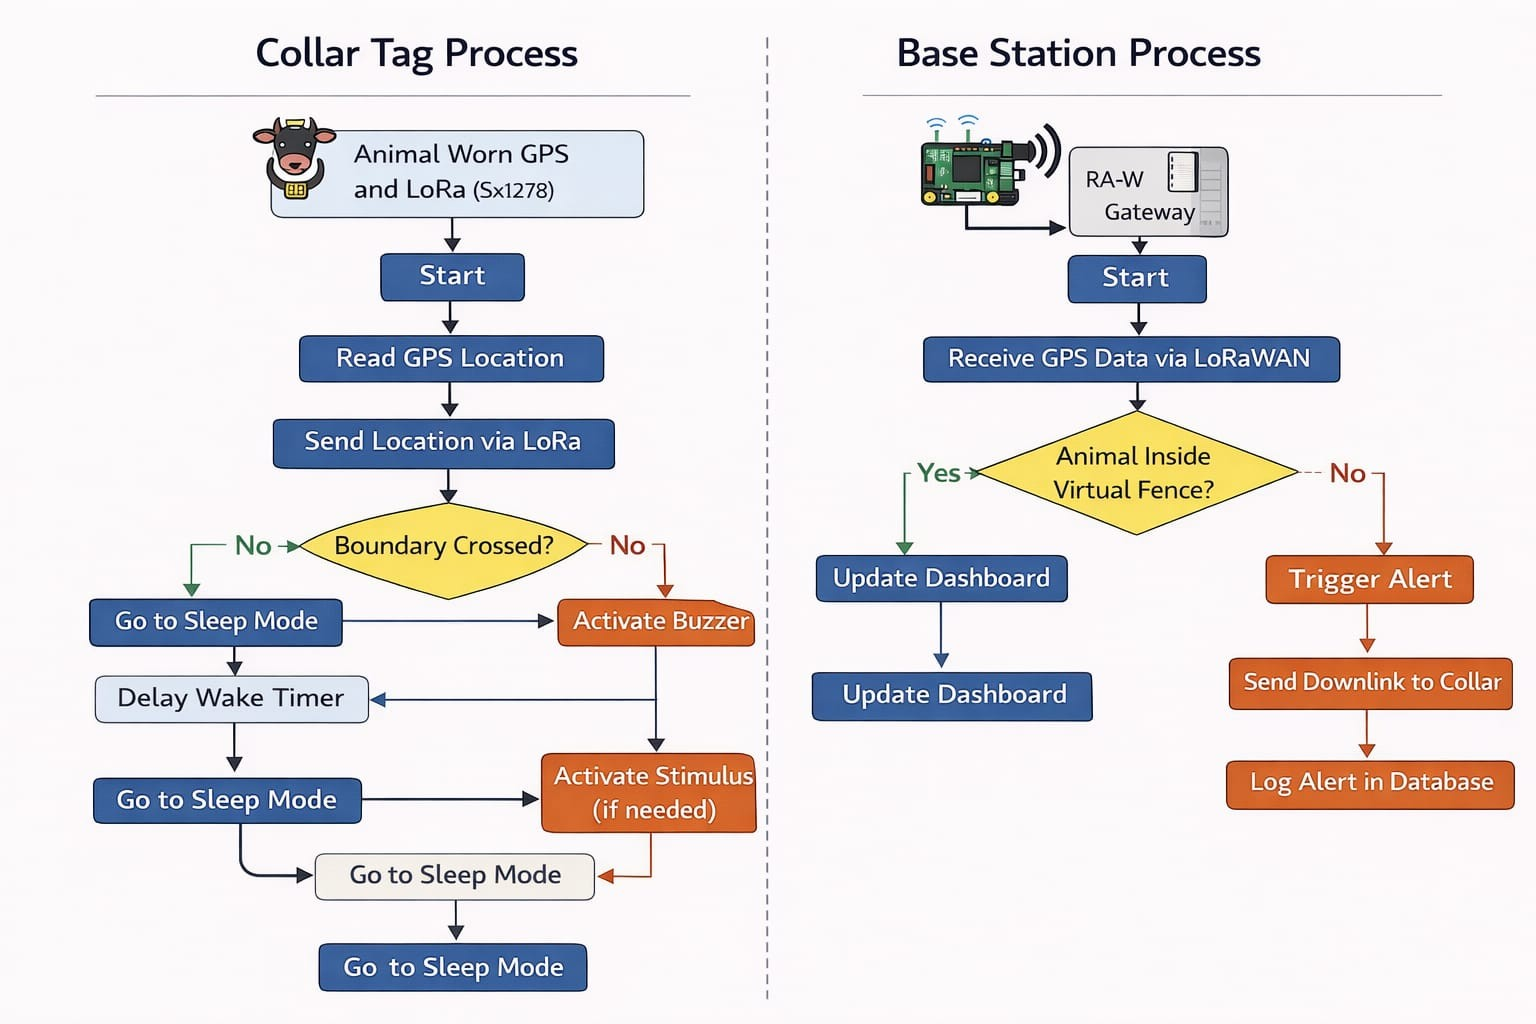 Collar Tag Process
Animal Worn GPS
and LoRa (Sx1278)
Start
Read GPS Location
Send Location via LoRa
Boundary Crossed?
No
No
Go to Sleep Mode
Activate Buzzer
Delay Wake Timer
Go to Sleep Mode
Activate Stimulus
(if needed)
Go to Sleep Mode
Go to Sleep Mode
Base Station Process
RA-W
Gateway
Start
Receive GPS Data via LoRaWAN
Animal Inside
Virtual Fence?
Yes
No
Update Dashboard
Trigger Alert
Update Dashboard
Send Downlink to Collar
Log Alert in Database